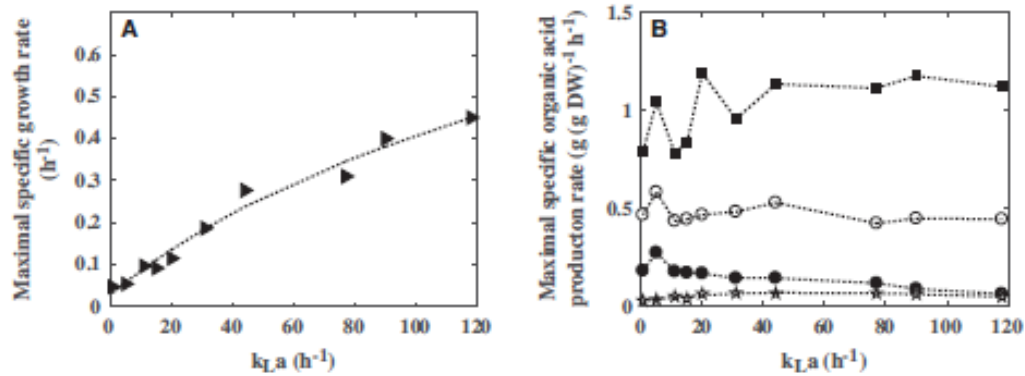 A
Maximal specific growth rate
(h-1)
0.6
0.5
0.4
0.3
0.2
0.1
0
0 20 40 60 80 100 120
kLa (h-1)
B
Maximal specific organic acid
producton rate (g (g DW)-1 h-1)
1.5
1
0.5
0
0 20 40 60 80 100 120
kLa (h-1)